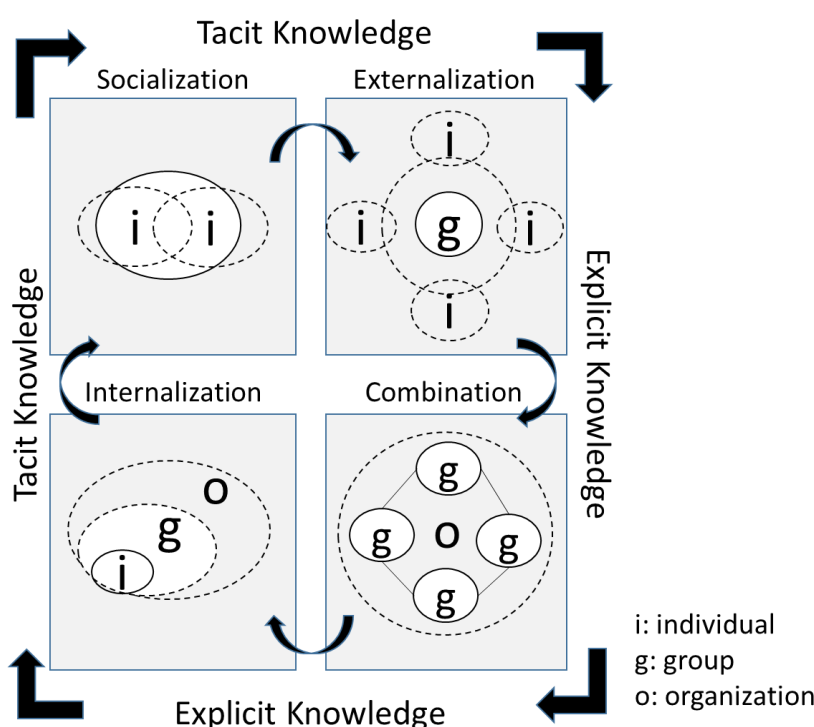 Tacit Knowledge
Socialization
Externalization
i
i i
i g i
i
Explicit Knowledge
Tacit Knowledge
Internalization
Combination
g
o
g
i
g o g
g
Explicit Knowledge
i: individual
g: group
o: organization